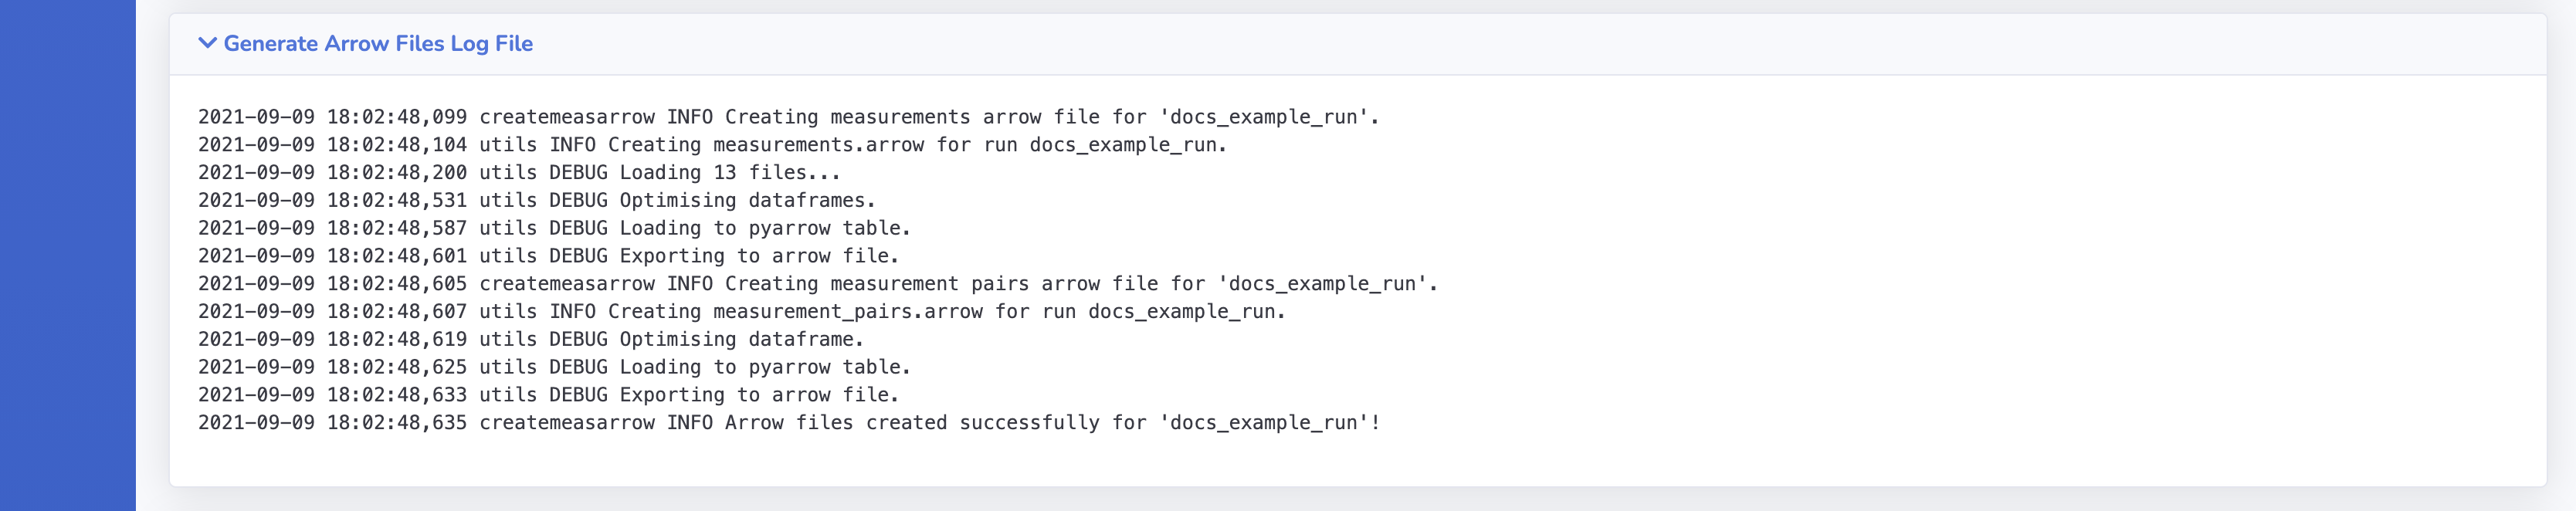 Generate Arrow Files Log File
2021-09-09 18:02:48,099 createmeasarrow INFO Creating measurements arrow file for 'docs_example_run'.
2021-09-09 18:02:48,104 utils INFO Creating measurements.arrow for run docs_example_run.
2021-09-09 18:02:48,200 utils DEBUG Loading 13 files...
2021-09-09 18:02:48,531 utils DEBUG Optimising dataframes.
2021-09-09 18:02:48,587 utils DEBUG Loading to pyarrow table.
2021-09-09 18:02:48,601 utils DEBUG Exporting to arrow file.
2021-09-09 18:02:48,605 createmeasarrow INFO Creating measurement pairs arrow file for 'docs_example_run'.
2021-09-09 18:02:48,607 utils INFO Creating measurement_pairs.arrow for run docs_example_run.
2021-09-09 18:02:48,619 utils DEBUG Optimising dataframe.
2021-09-09 18:02:48,625 utils DEBUG Loading to pyarrow table.
2021-09-09 18:02:48,633 utils DEBUG Exporting to arrow file.
2021-09-09 18:02:48,635 createmeasarrow INFO Arrow files created successfully for 'docs_example_run'!